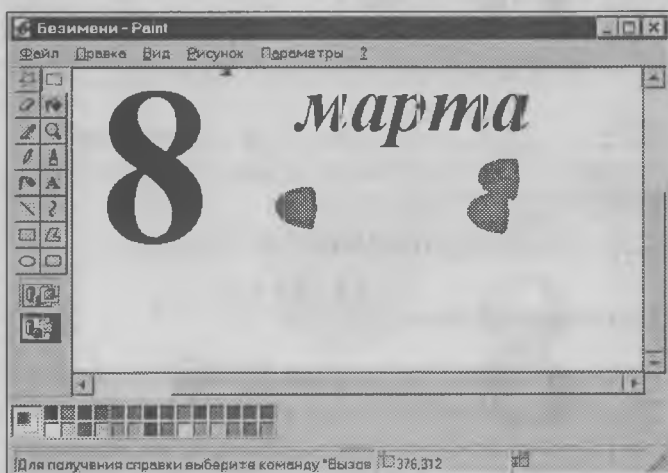 Безимени - Paint
Файл Правка Вид Рисунок Параметры ?
8 марта
Для получения справки выберите команду "Вызов
376,312